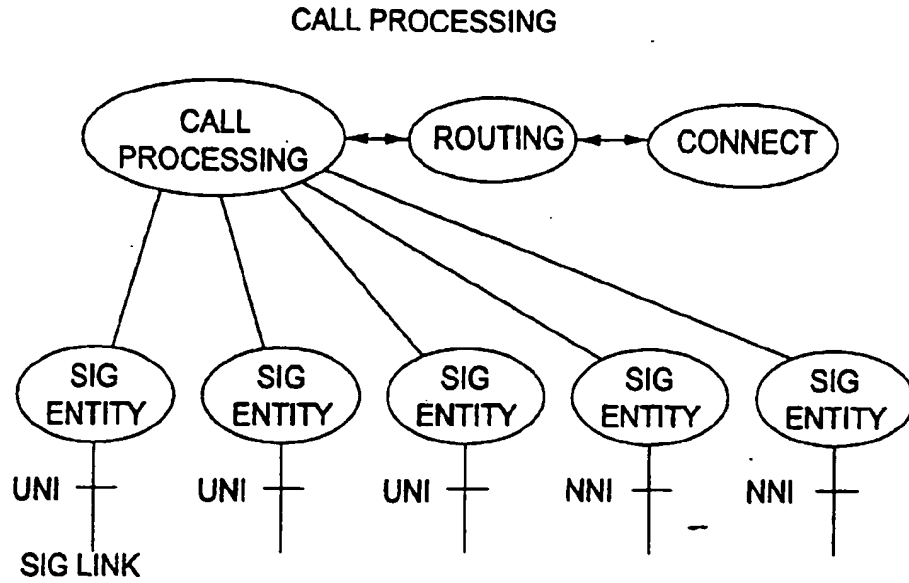 CALL PROCESSING
CALL
PROCESSING
ROUTING
CONNECT
SIG
ENTITY
SIG
ENTITY
SIG
ENTITY
SIG
ENTITY
SIG
ENTITY
UNI
UNI
UNI
NNI
NNI
SIG LINK